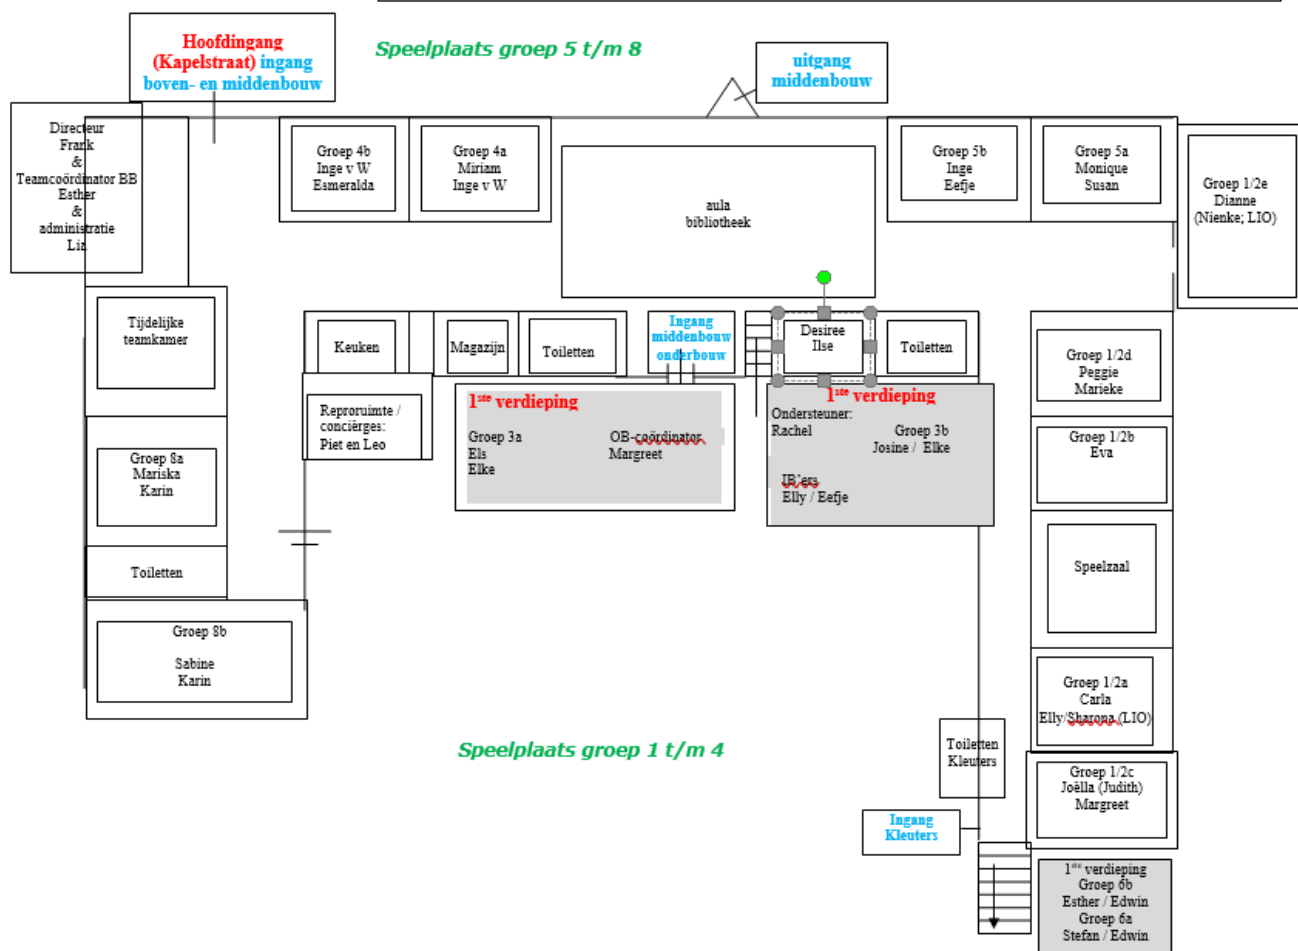 Hoofdingang
(Kapelstraat) ingang
boven- en middenbouw
Speelplaats groep 5 t/m 8
uitgang
middenbouw
Directeur
Frank
&
Teamcoördinator BB
Esther
&
administratie
Lia
Groep 4b
Inge v W
Esmeralda
Groep 4a
Miriam
Inge v W
aula
bibliotheek
Groep 5b
Inge
Eefje
Groep 5a
Monique
Susan
Groep 1/2e
Dianne
(Nienke; LIO)
Tijdelijke
teamkamer
Keuken
Magazijn
Toiletten
Ingang
middenbouw
onderbouw
Desiree
Ilse
Toiletten
Groep 1/2d
Peggie
Marieke
Reproruimte /
conciërges:
Piet en Leo
1ste verdieping
Groep 3a
Els
Elke
OB-coördinator
Margreet
1ste verdieping
Ondersteuner:
Rachel
Groep 3b
Josine / Elke
IB'ers
Elly / Eefje
Groep 1/2b
Eva
Groep 8a
Mariska
Karin
Toiletten
Speelzaal
Groep 8b
Sabine
Karin
Groep 1/2a
Carla
Elly/Sharona (LIO)
Speelplaats groep 1 t/m 4
Toiletten
Kleuters
Groep 1/2c
Joëlla (Judith)
Margreet
Ingang
Kleuters
1ste verdieping
Groep 6b
Esther / Edwin
Groep 6a
Stefan / Edwin